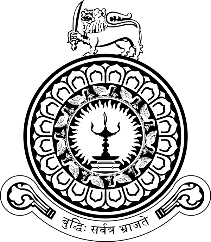 बुद्धिः सर्वत्र भ्राजते